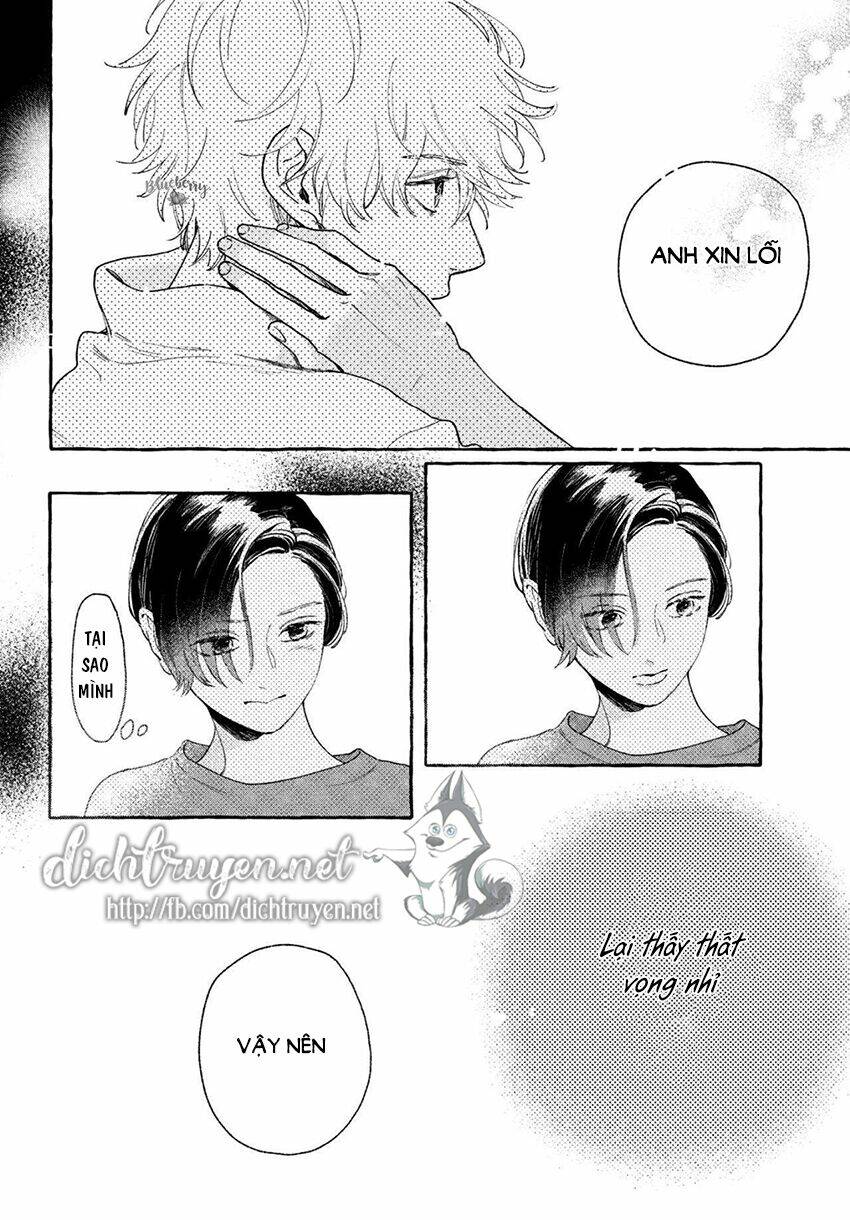 Blueberry
ANH XIN LỖI
TẠI
SAO
MÌNH
Lại thấy thất
vọng nhỉ
dichtruyen.net
http://fb.com/dichtruyen.net
VẬY NÊN